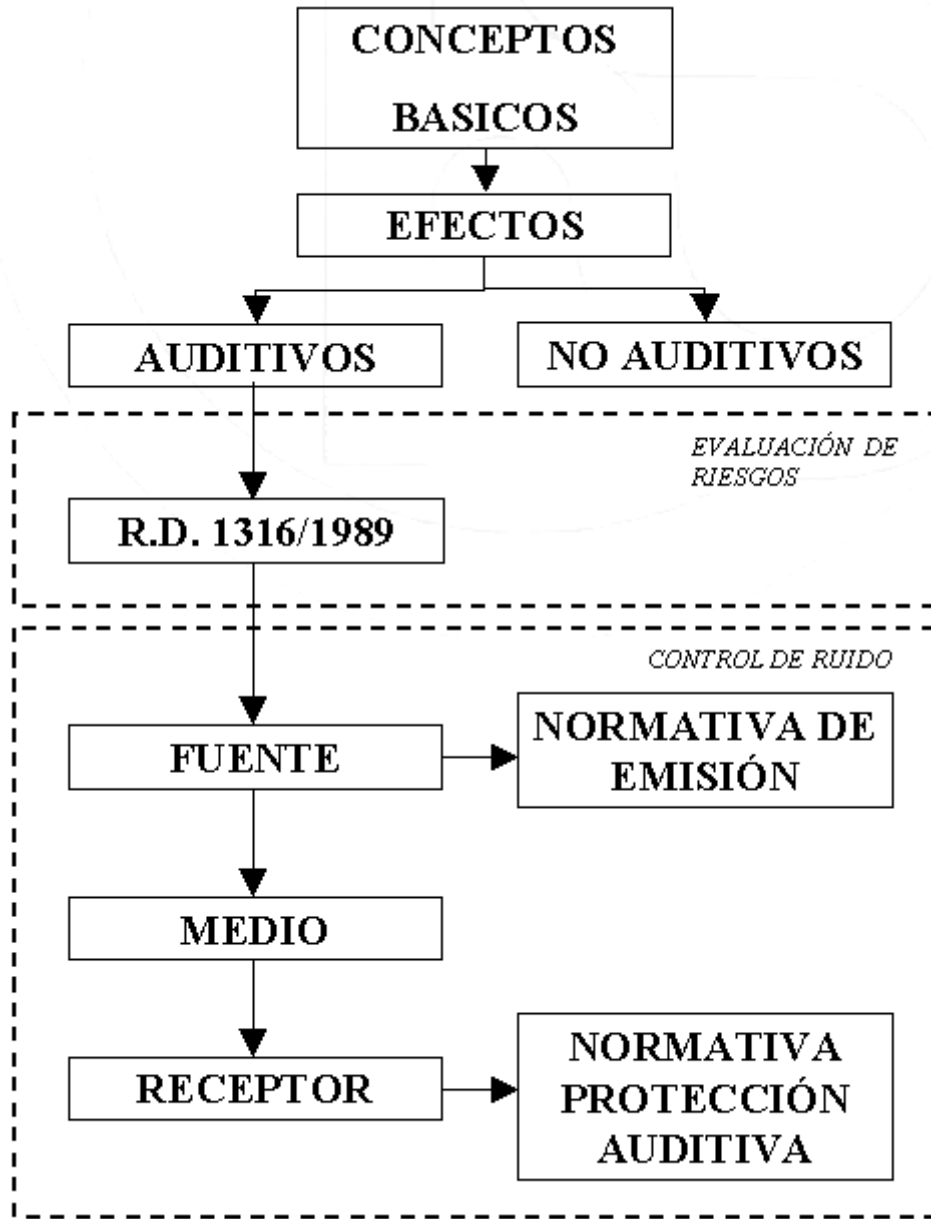 CONCEPTOS
BASICOS
EFECTOS
AUDITIVOS
NO AUDITIVOS
EVALUACIÓN DE
RIESGOS
R.D. 1316/1989
CONTROL DE RUIDO
FUENTE
NORMATIVA DE
EMISIÓN
MEDIO
RECEPTOR
NORMATIVA
PROTECCIÓN
AUDITIVA